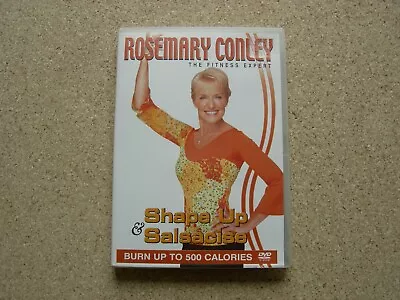 ROSEMARY CONLEY
THE FITNESS EXPERT
Shape Up
& Salsacise
BURN UP TO 500 CALORIES
DVD